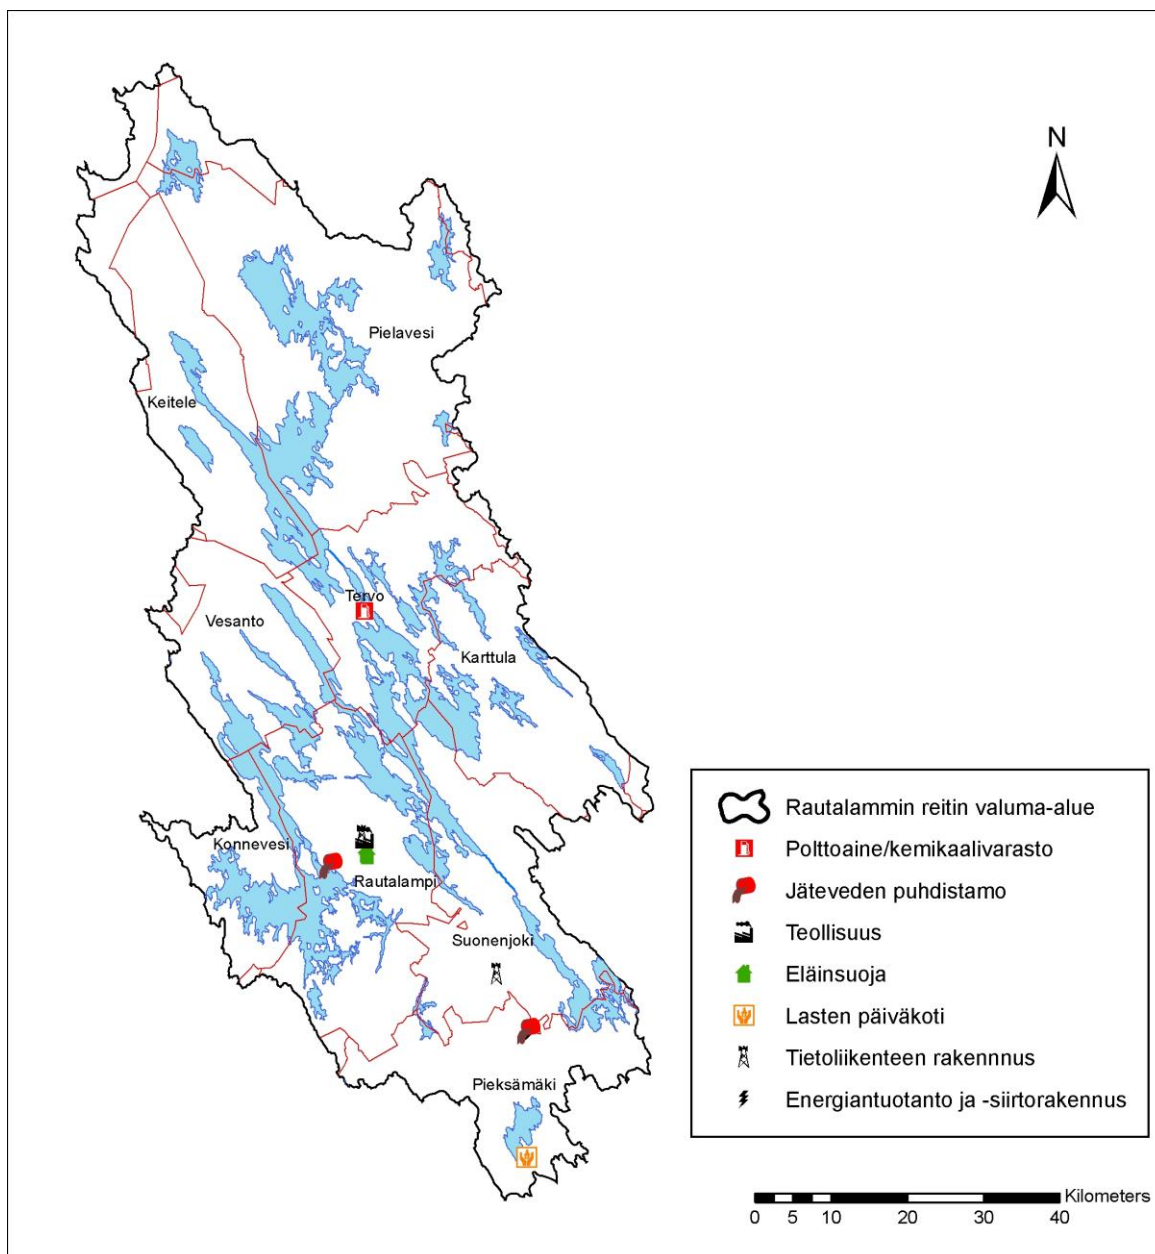 N
Pielavesi
Keitele
Tervo
Vesanto
Karttula
Konnevesi
Rautalampi
Suonenjoki
Pieksämäki
Rautalammin reitin valuma-alue
Polttoaine/kemikaalivarasto
Jäteveden puhdistamo
Teollisuus
Eläinsuoja
Lasten päiväkoti
Tietoliikenteen rakennnus
Energiantuotanto ja -siirtorakennus
Kilometers
0 5 10 20 30 40